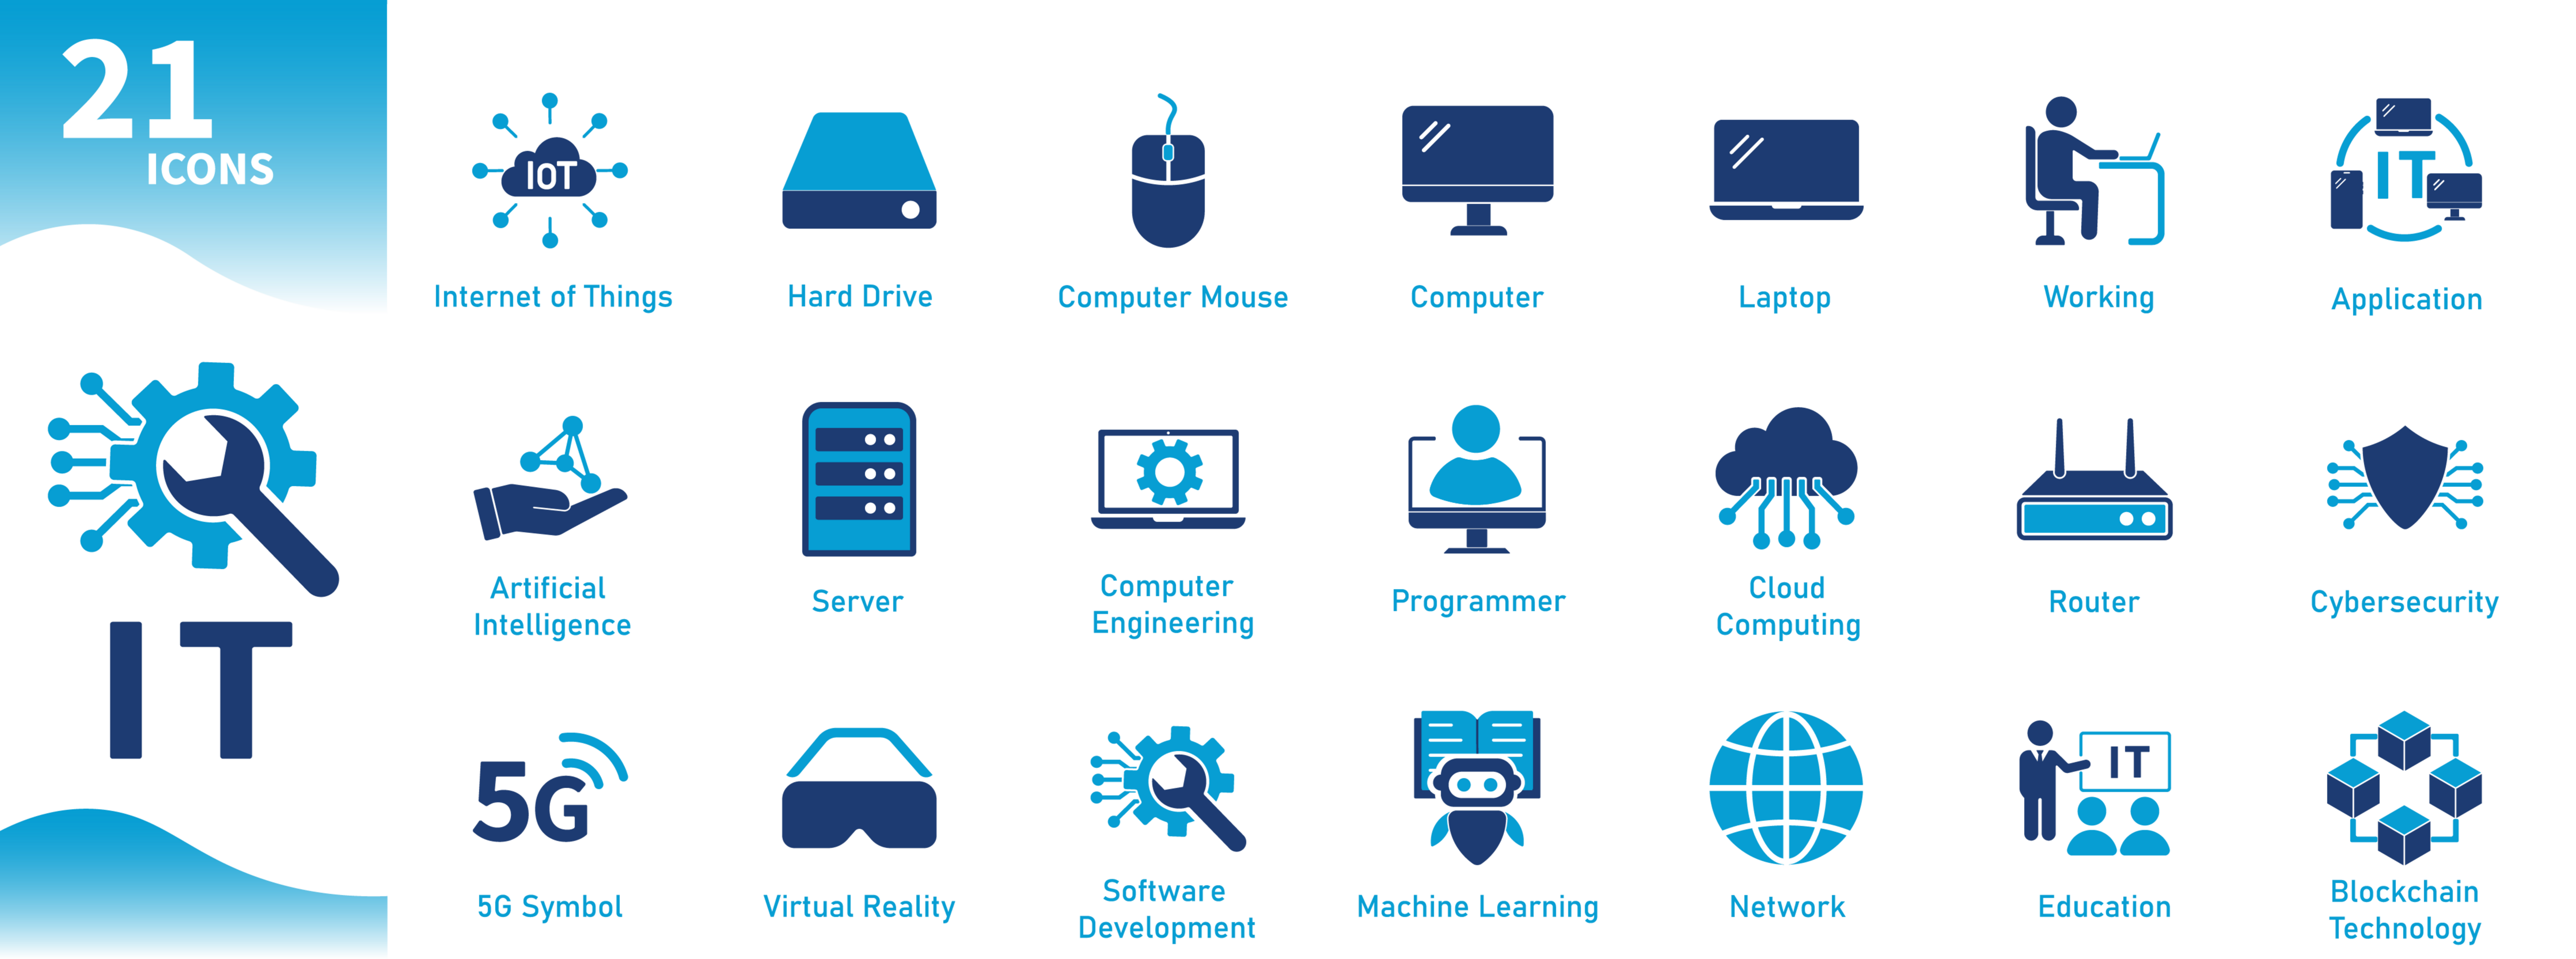 21
ICONS
IT
IoT
IT
Internet of Things
Hard Drive
Computer Mouse
Computer
Laptop
Working
Application
Artificial
Intelligence
Server
Computer
Engineering
Programmer
Cloud
Computing
Router
Cybersecurity
5G
IT
5G Symbol
Virtual Reality
Software
Development
Machine Learning
Network
Education
Blockchain
Technology